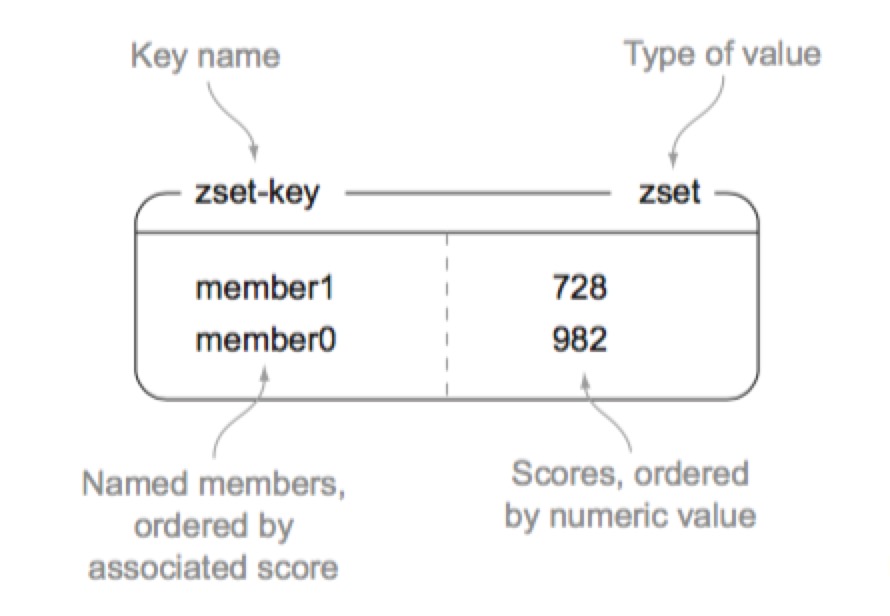 Key name
Type of value
zset-key
zset
member1
728
member0
982
Named members,
ordered by
associated score
Scores, ordered
by numeric value